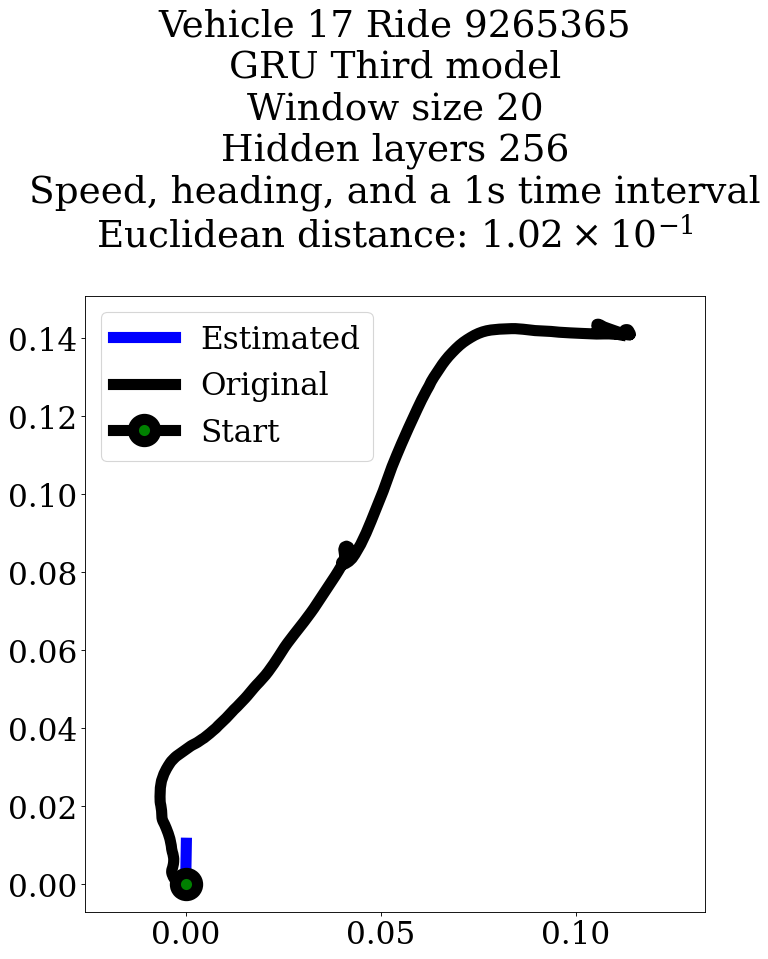 Vehicle 17 Ride 9265365
GRU Third model
Window size 20
Hidden layers 256
Speed, heading, and a 1s time interval
Euclidean distance: 1.02 × 10⁻¹
Estimated
Original
Start
0.14
0.12
0.10
0.08
0.06
0.04
0.02
0.00
0.00 0.05 0.10